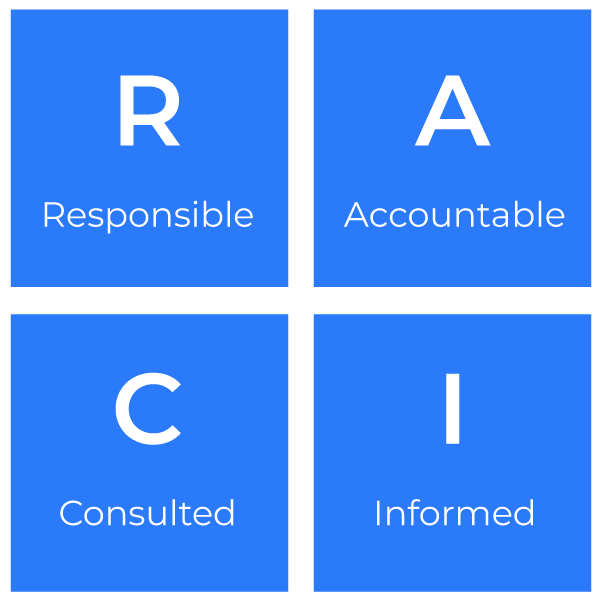 R
Responsible
A
Accountable
C
Consulted
I
Informed